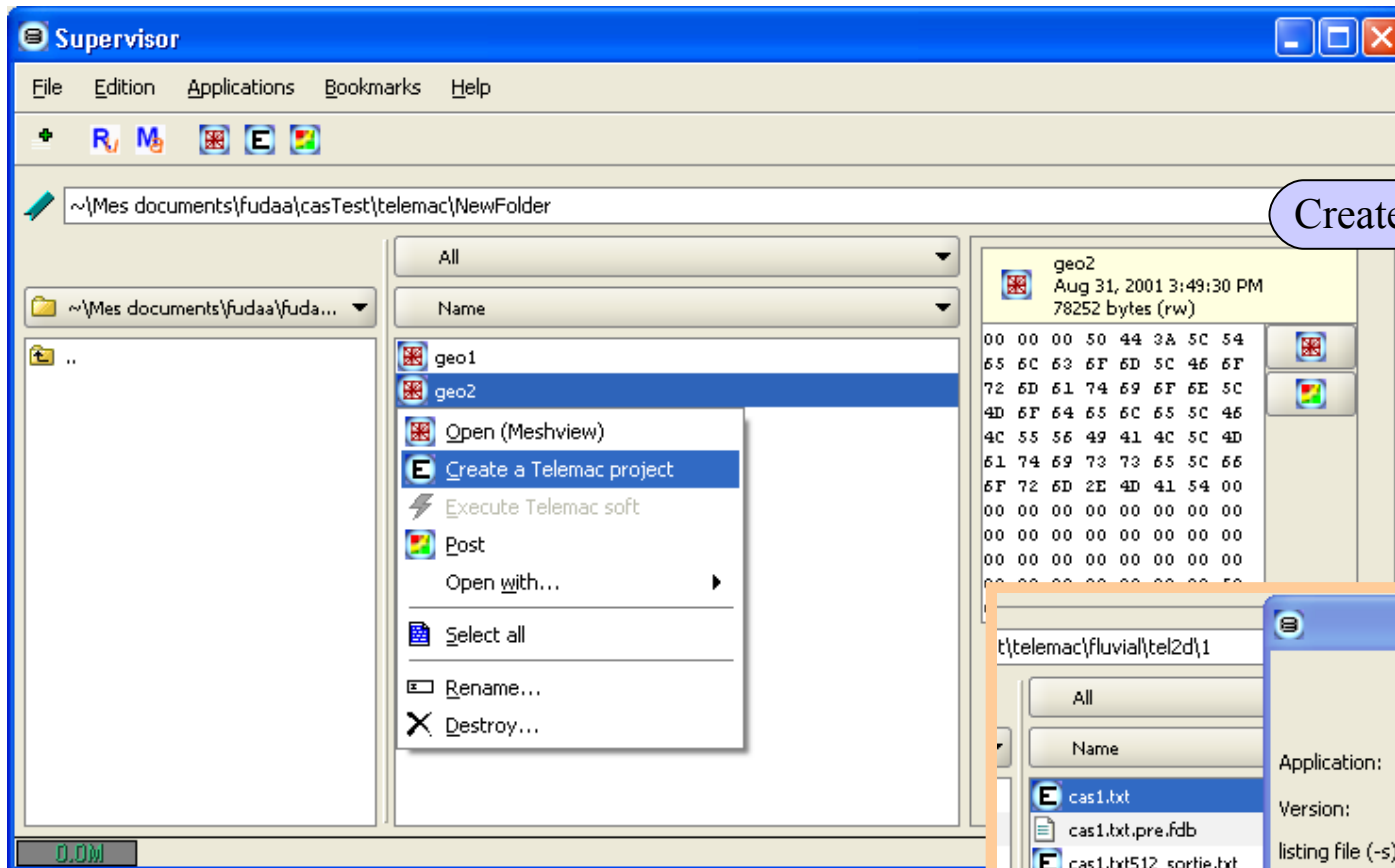 Supervisor
File Edition Applications Bookmarks Help
~\Mes documents\fudaa\casTest\telemac\NewFolder
Create
All
~\Mes documents\fudaa\fuda...
Name
..
geo1
geo2
Open (Meshview)
Create a Telemac project
Execute Telemac soft
Post
Open with...
Select all
Rename...
Destroy...
geo2
Aug 31, 2001 3:49:30 PM
78252 bytes (rw)
00 00 00 50 44 3A 5C 54
65 6C 63 6F 6D 5C 46 6F
72 6D 61 74 69 6F 6E 5C
4D 6F 64 65 6C 65 5C 46
4C 55 56 49 41 4C 5C 4D
61 74 69 73 73 65 5C 66
6F 72 6D 2E 4D 41 54 00
00 00 00 00 00 00 00 00
00 00 00 00 00 00 00 00
00 00 00 00 00 00 00 00
t\telemac\fluvial\tel2d\1
All
Name
cas1.txt
cas1.txt.pre.fdb
cas1.txt512_sortie.txt
Application:
Version:
listing file (-s)
0.0M